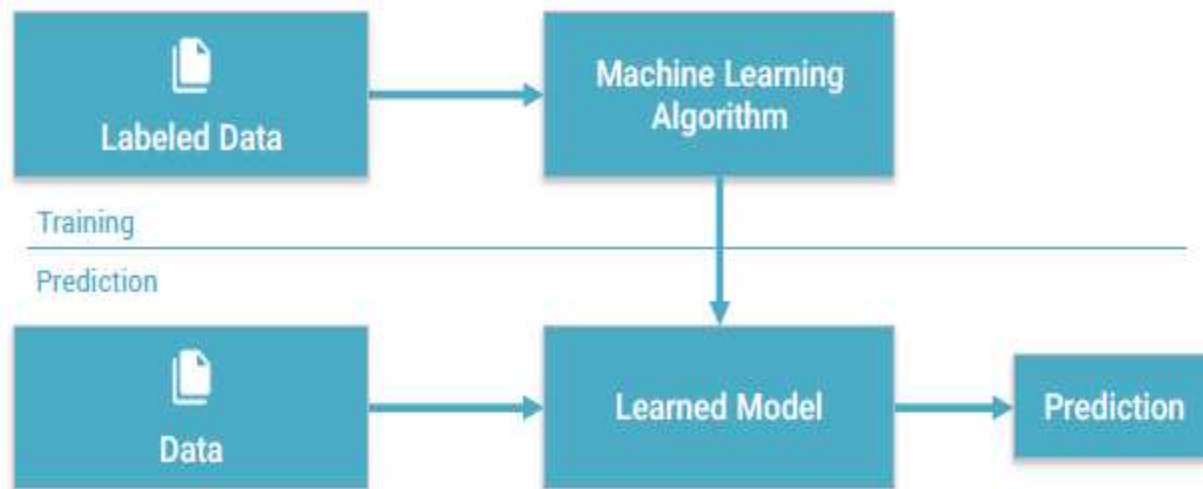 Labeled Data
Machine Learning
Algorithm
Training
Prediction
Data
Learned Model
Prediction